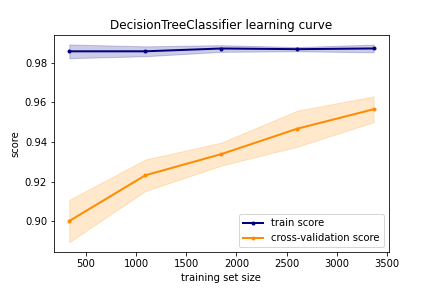 DecisionTreeClassifier learning curve
score
0.98
0.96
0.94
0.92
0.90
train score
cross-validation score
500 1000 1500 2000 2500 3000 3500
training set size